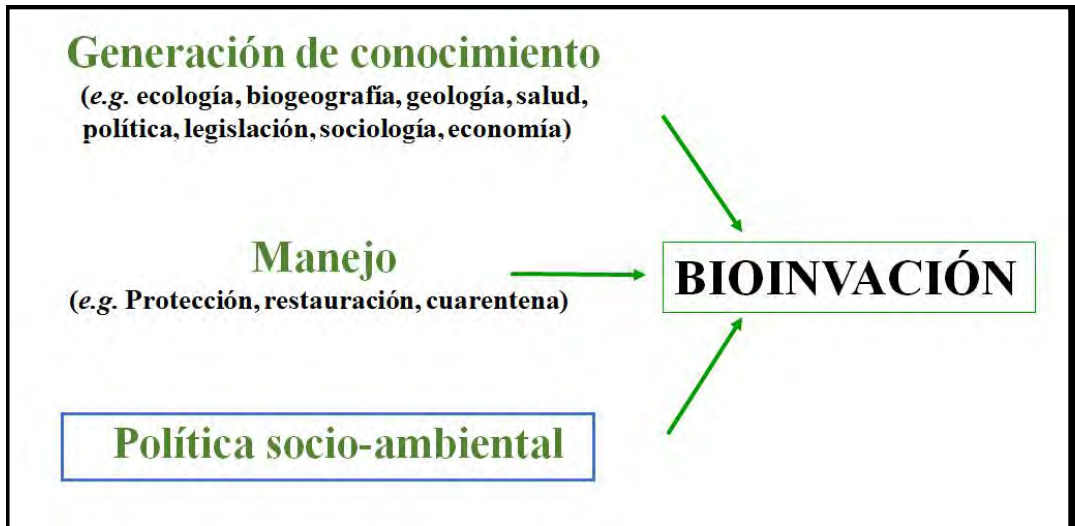 Generación de conocimiento
(e.g. ecología, biogeografía, geología, salud,
política, legislación, sociología, economía)
Manejo
(e.g. Protección, restauración, cuarentena)
BIOINVACIÓN
Política socio-ambiental